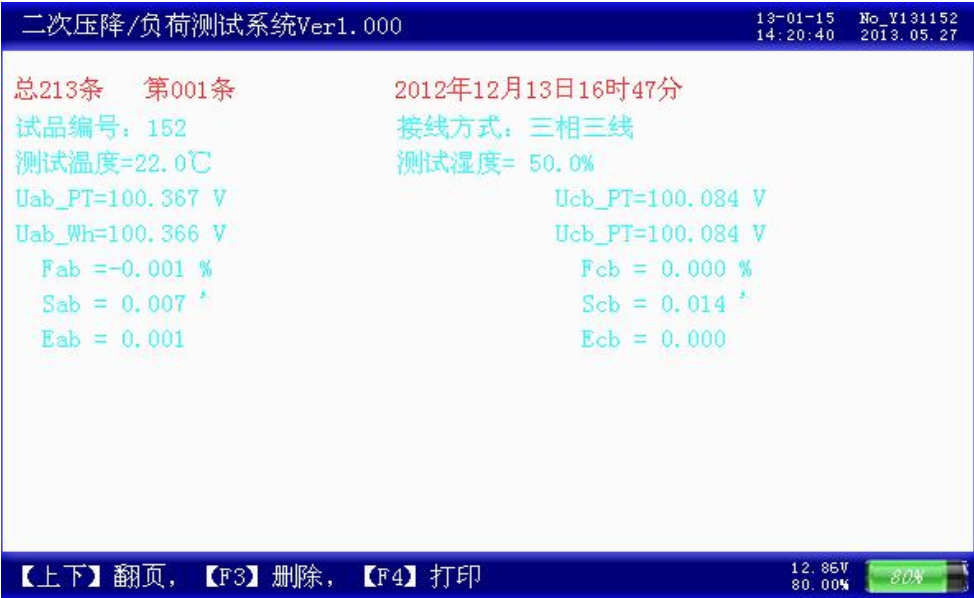 二次压降/负荷测试系统Ver1.000 13-01-15 No_Y131152
14:20:40 2013.05.27
总213条 第001条 2012年12月13日16时47分
试品编号: 152 接线方式: 三相三线
测试温度=22.0℃ 测试湿度= 50.0%
Uab_PT=100.367 V Ucb_PT=100.084 V
Uab_Wh=100.366 V Ucb_PT=100.084 V
Fab =-0.001 % Fcb = 0.000 %
Sab = 0.007 ′ Scb = 0.014 ′
Eab = 0.001 Ecb = 0.000
【上下】翻页, 【F3】删除, 【F4】打印 12.86V 80%
80.00%